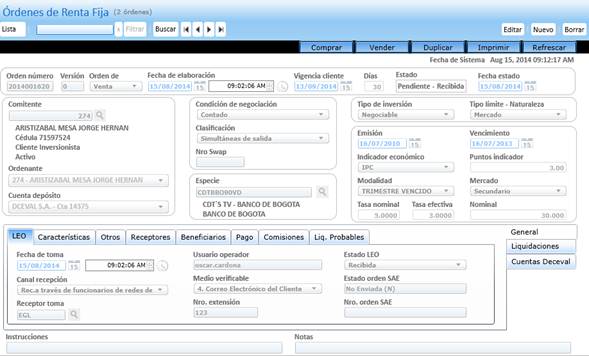 Órdenes de Renta Fija (2 órdenes)
Lista Filtrar Buscar Editar Nuevo Borrar
Comprar Vender Duplicar Imprimir Refrescar
Fecha de Sistema Aug 15, 2014 09:12:17 AM
Orden número Versión Orden de Fecha de elaboración Vigencia cliente Días Estado Fecha estado
2014001620 0 Venta 15/08/2014 15 09:02:06 AM 13/09/2014 15 30 Pendiente - Recibida 15/08/2014 15
Comitente
274
ARISTIZABAL MESA JORGE HERNAN
Cédula 71597524
Cliente Inversionista
Activo
Ordenante
274 - ARISTIZABAL MESA JORGE HERNAN
Cuenta depósito
DCEVAL S.A. - Cta 14375
Condición de negociación
Contado
Clasificación
Simultáneas de salida
Nro Swap
Especie
CDTBBO90VD
CDT´S TV - BANCO DE BOGOTA
BANCO DE BOGOTA
Tipo de inversión Tipo límite - Naturaleza
Negociable Mercado
Emisión Vencimiento
16/07/2010 15 16/07/2013 15
Indicador económico Puntos indicador
IPC 3.00
Modalidad Mercado
TRIMESTRE VENCIDO Secundario
Tasa nominal Tasa efectiva Nominal
5.0000 3.0000 30.000
LEO Características Otros Receptores Beneficiarios Pago Comisiones Liq. Probables
General
Liquidaciones
Cuentas Deceval
Fecha de toma Usuario operador Estado LEO
15/08/2014 15 09:02:06 AM oscar.cardona Recibida
Canal recepción Medio verificable Estado orden SAE
Rec.a través de funcionarios de redes de 4. Correo Electrónico del Cliente No Enviada (N)
Receptor toma Nro. extensión Nro. orden SAE
EGL 123
Instrucciones Notas